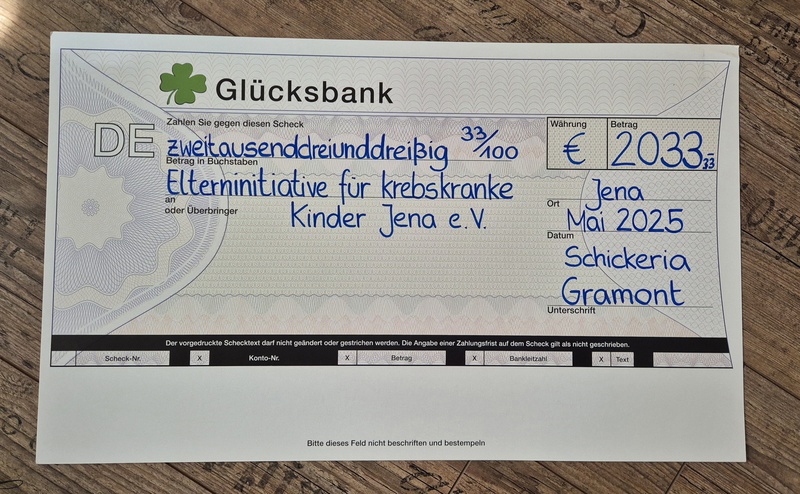 Glücksbank
DE
Zahlen Sie gegen diesen Scheck
zweitausenddreiunddreißig 33/100
Betrag in Buchstaben
Währung
€
Betrag
2033,33
Elterninitiative für krebskranke
an
oder Überbringer
Kinder Jena e.V.
Jena
Ort
Mai 2025
Datum
Schickeria
Gramont
Unterschrift
Der vorgedruckte Schecktext darf nicht geändert oder gestrichen werden. Die Angabe einer Zahlungsfrist auf dem Scheck gilt als nicht geschrieben.
Scheck-Nr. X Konto-Nr. X Betrag X Bankleitzahl X Text
Bitte dieses Feld nicht beschriften und bestempeln